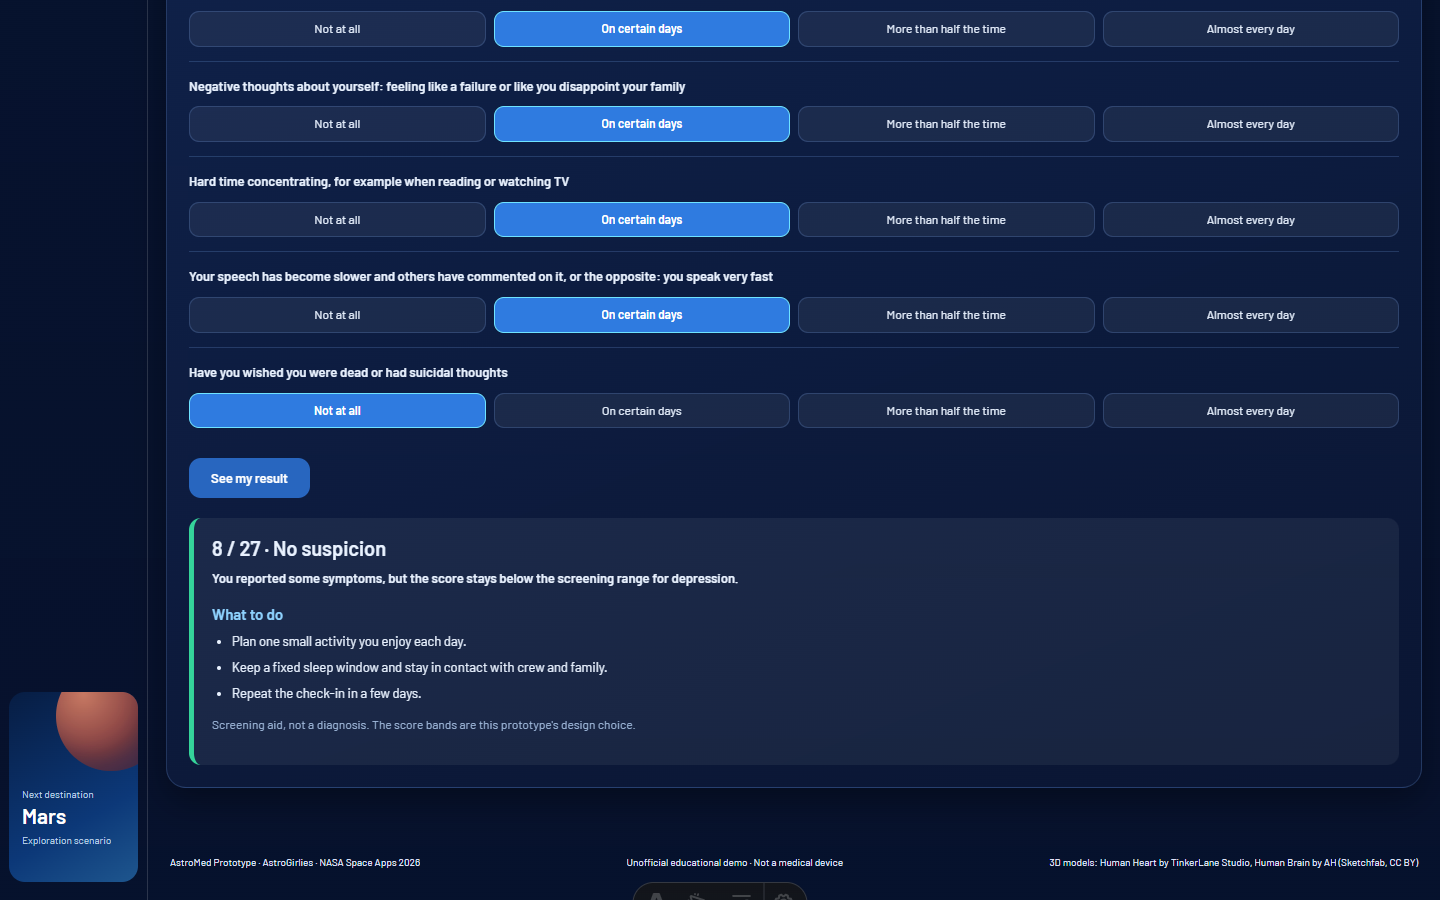 Not at all
On certain days
More than half the time
Almost every day
Negative thoughts about yourself: feeling like a failure or like you disappoint your family
Not at all
On certain days
More than half the time
Almost every day
Hard time concentrating, for example when reading or watching TV
Not at all
On certain days
More than half the time
Almost every day
Your speech has become slower and others have commented on it, or the opposite: you speak very fast
Not at all
On certain days
More than half the time
Almost every day
Have you wished you were dead or had suicidal thoughts
Not at all
On certain days
More than half the time
Almost every day
See my result
8 / 27 · No suspicion
You reported some symptoms, but the score stays below the screening range for depression.
What to do
• Plan one small activity you enjoy each day.
• Keep a fixed sleep window and stay in contact with crew and family.
• Repeat the check-in in a few days.
Screening aid, not a diagnosis. The score bands are this prototype's design choice.
Next destination
Mars
Exploration scenario
AstroMed Prototype · AstroGirlies · NASA Space Apps 2026
Unofficial educational demo · Not a medical device
3D models: Human Heart by TinkerLane Studio, Human Brain by AH (Sketchfab, CC BY)